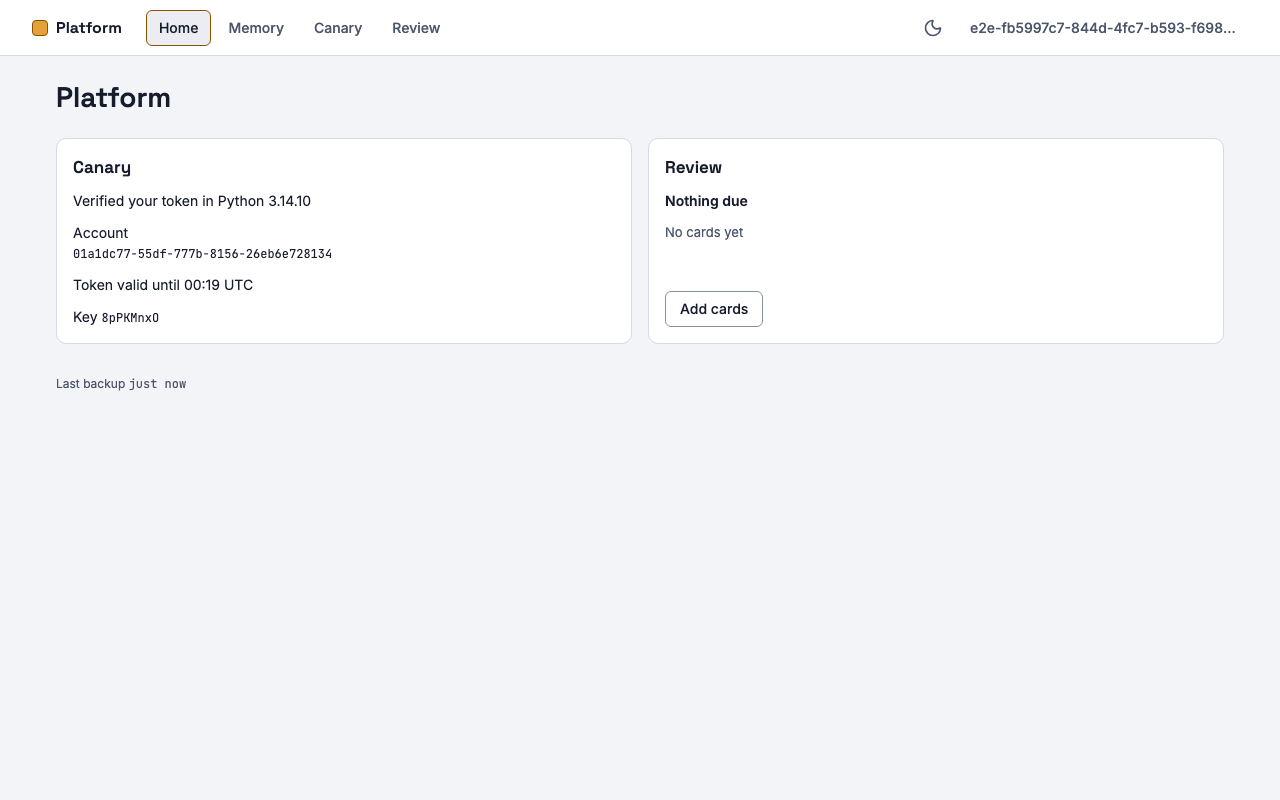 Platform
Home
Memory
Canary
Review
e2e-fb5997c7-844d-4fc7-b593-f698...
Platform
Canary
Verified your token in Python 3.14.10
Account
01a1dc77-55df-777b-8156-26eb6e728134
Token valid until 00:19 UTC
Key 8pPKMnxO
Review
Nothing due
No cards yet
Add cards
Last backup just now